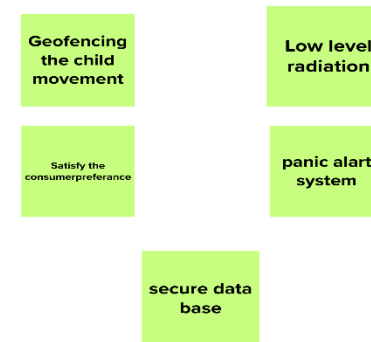 Geofencing
the child
movement
Low level
radiation
Satisfy the
consumerpreferance
panic alart
system
secure data
base